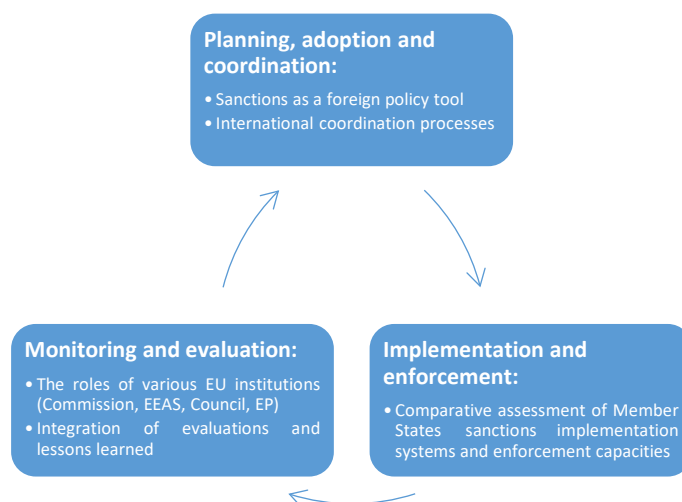 Planning, adoption and
coordination:
• Sanctions as a foreign policy tool
• International coordination processes
Monitoring and evaluation:
• The roles of various EU institutions
(Commission, EEAS, Council, EP)
• Integration of evaluations and
lessons learned
Implementation and
enforcement:
• Comparative assessment of Member
States sanctions implementation
systems and enforcement capacities